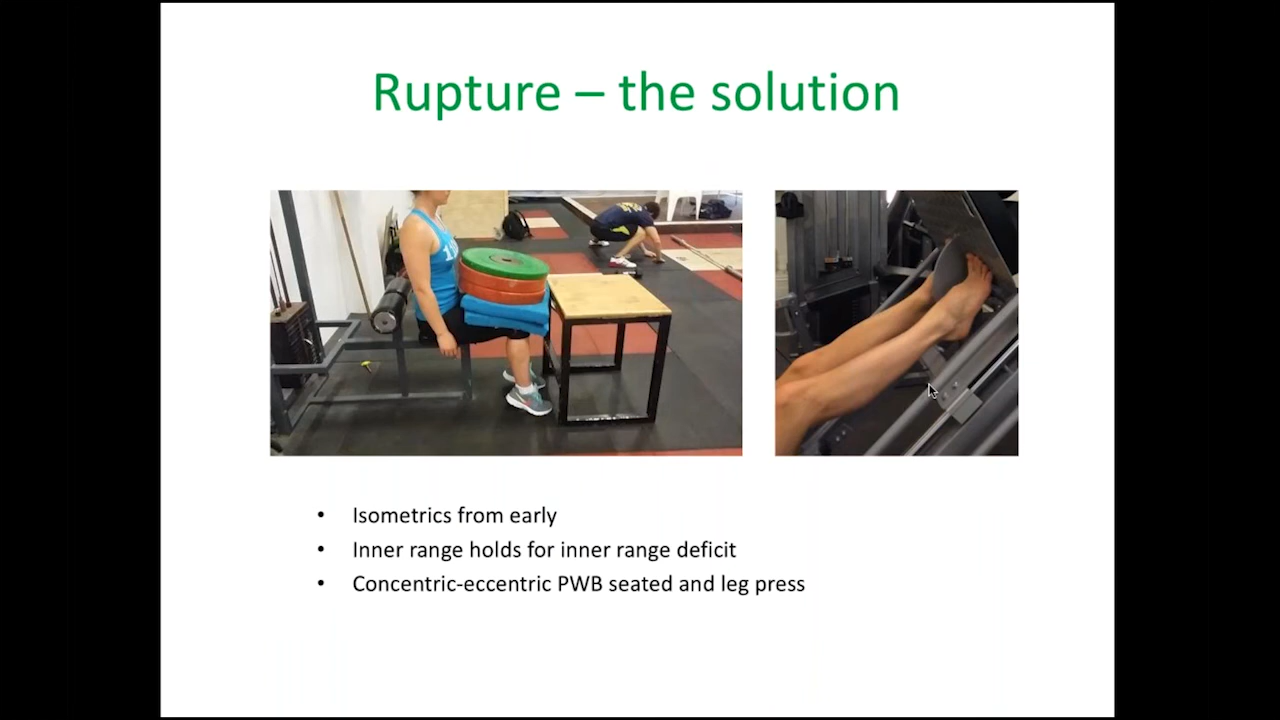 Rupture – the solution
• Isometrics from early
• Inner range holds for inner range deficit
• Concentric-eccentric PWB seated and leg press